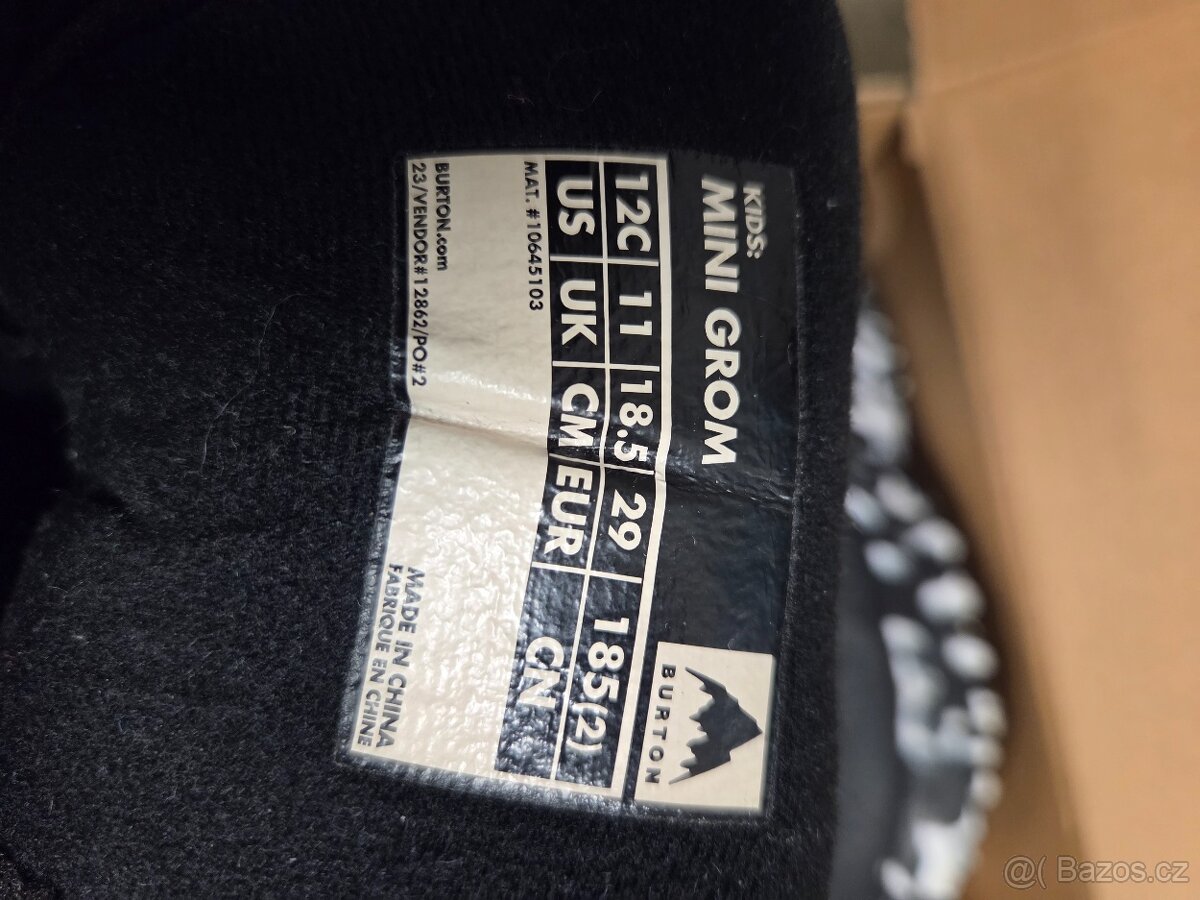 KIDS:
MINI GROM
BURTON
12C 11 18.5 29 185(2)
US UK CM EUR CN
MAT. #10645103
BURTON.com
23/VENDOR#12862/PO#2
MADE IN CHINA
FABRIQUE EN CHINE
@( Bazos.cz